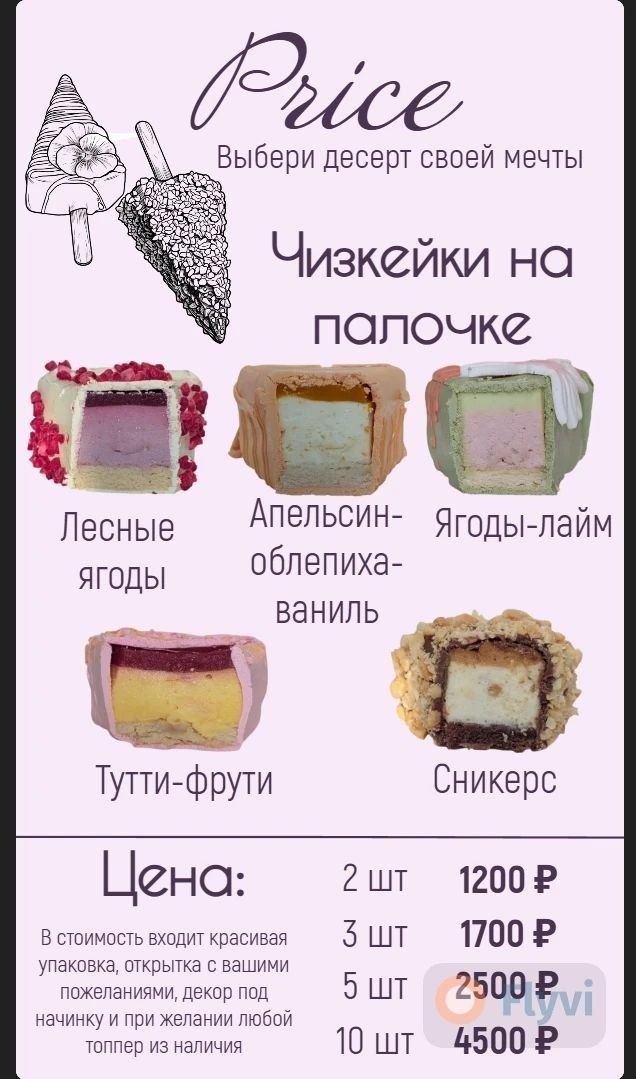 Price
Выбери десерт своей мечты
Чизкейки на
палочке
Лесные
ягоды
Апельсин-
облепиха-
ваниль
Ягоды-лайм
Тутти-фрути
Сникерс
Цена:
В стоимость входит красивая
упаковка, открытка с вашими
пожеланиями, декор под
начинку и при желании любой
топпер из наличия
2 шт 1200 ₽
3 шт 1700 ₽
5 шт 2500 ₽
10 шт 4500 ₽
Flyvi